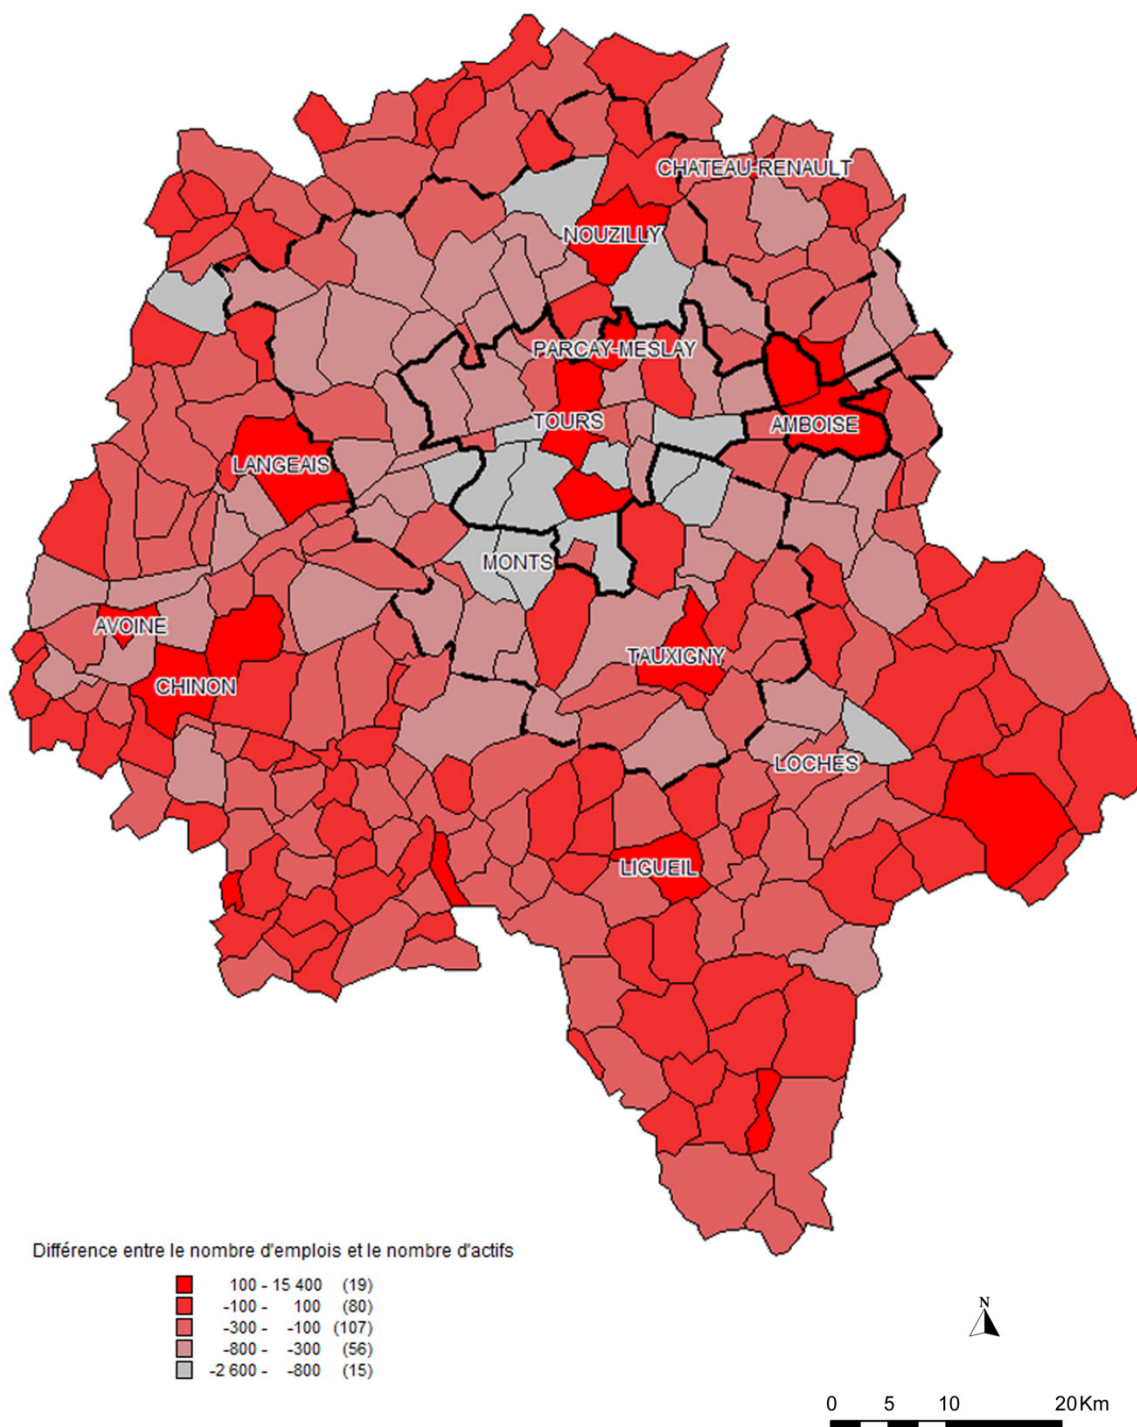 CHATEAU-RENAULT
NOUZILLY
PARCAY-MESLAY
TOURS
AMBOISE
LANGEAIS
MONTS
AVOINE
TAUXIGNY
CHINON
LOCHES
LIGUEIL
Différence entre le nombre d'emplois et le nombre d'actifs
100 - 15 400 (19)
-100 - 100 (80)
-300 - -100 (107)
-800 - -300 (56)
-2 600 - -800 (15)
N
0 5 10 20Km